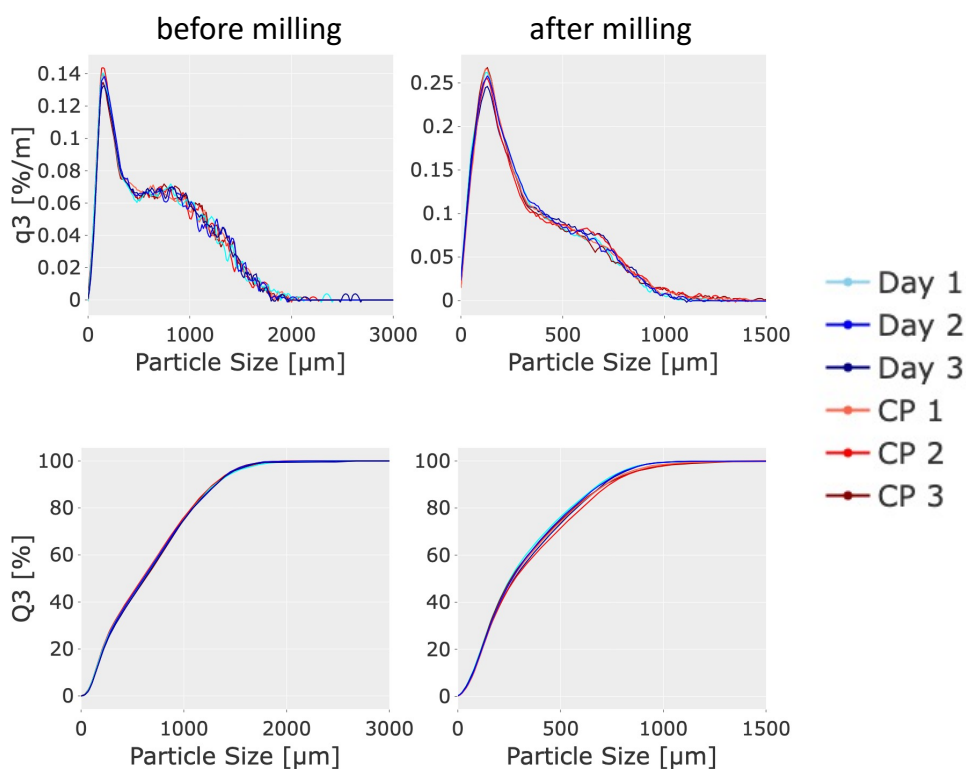 before milling
after milling
q3 [%/m]
0.14
0.12
0.1
0.08
0.06
0.04
0.02
0
0 1000 2000 3000
Particle Size [µm]
0.25
0.2
0.15
0.1
0.05
0
0 500 1000 1500
Particle Size [µm]
Day 1
Day 2
Day 3
CP 1
CP 2
CP 3
Q3 [%]
100
80
60
40
20
0
0 1000 2000 3000
Particle Size [µm]
100
80
60
40
20
0
0 500 1000 1500
Particle Size [µm]